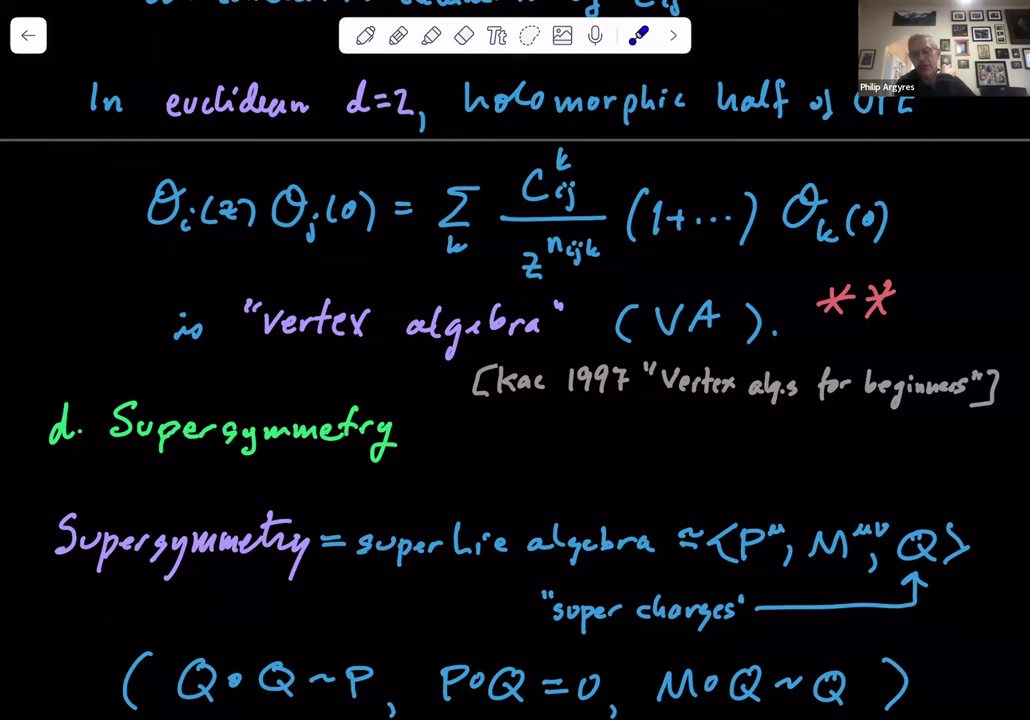 In euclidean d=2, holomorphic half of OPE
Philip Argyres
O_i(z) O_j(0) = Σ_k C_ij^k / z^{n_ijk} (1+...) O_k(0)
is "vertex algebra" (VA). **
[Kac 1997 "Vertex alg.s for beginners"]
d. Supersymmetry
Supersymmetry = super Lie algebra ≈ <P^μ, M^μν, Q>
"super charges"
( Q∘Q ~ P, P∘Q = 0, M∘Q ~ Q )